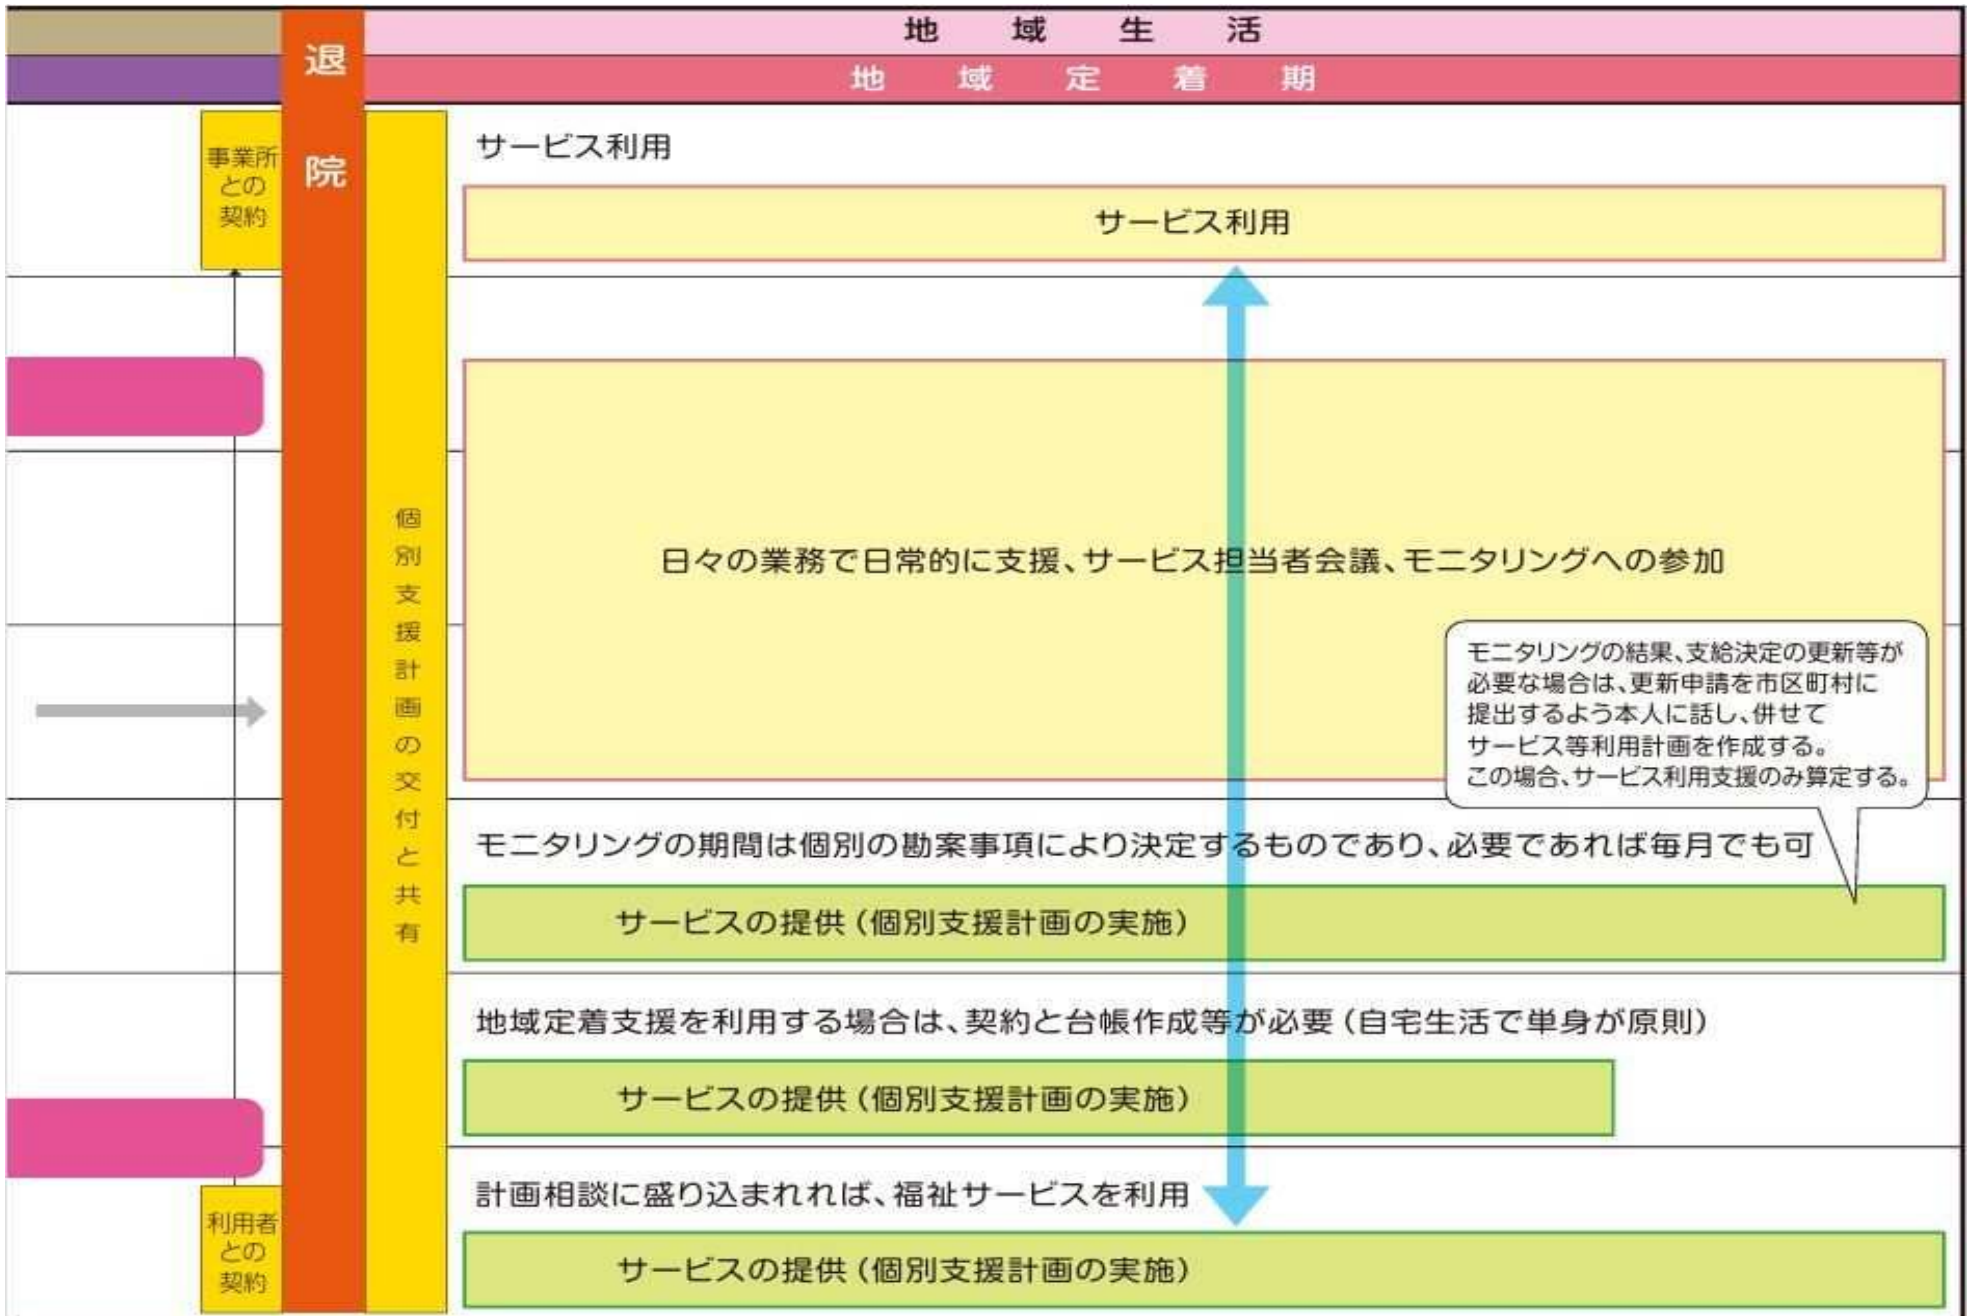 地域生活
地域定着期
退院
事業所
との
契約
個別支援計画の交付と共有
サービス利用
サービス利用
日々の業務で日常的に支援、サービス担当者会議、モニタリングへの参加
モニタリングの結果、支給決定の更新等が
必要な場合は、更新申請を市区町村に
提出するよう本人に話し、併せて
サービス等利用計画を作成する。
この場合、サービス利用支援のみ算定する。
モニタリングの期間は個別の勘案事項により決定するものであり、必要であれば毎月でも可
サービスの提供（個別支援計画の実施）
地域定着支援を利用する場合は、契約と台帳作成等が必要（自宅生活で単身が原則）
サービスの提供（個別支援計画の実施）
計画相談に盛り込まれれば、福祉サービスを利用
利用者
との
契約
サービスの提供（個別支援計画の実施）